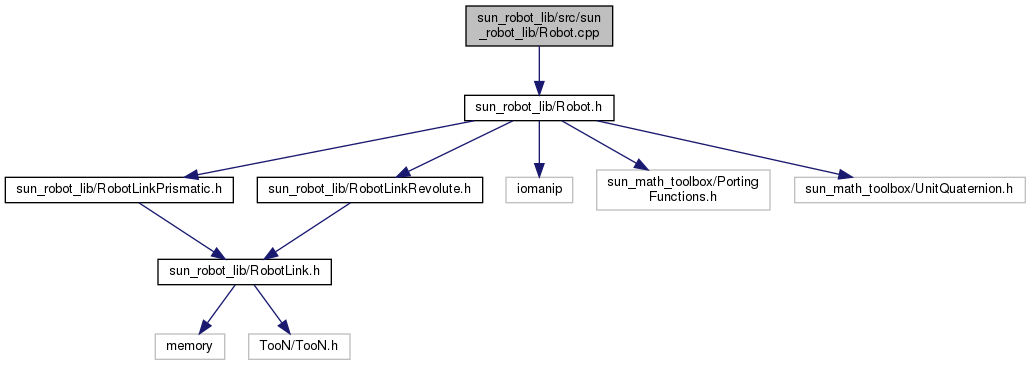 sun_robot_lib/src/sun
_robot_lib/Robot.cpp
sun_robot_lib/Robot.h
sun_robot_lib/RobotLinkPrismatic.h
sun_robot_lib/RobotLinkRevolute.h
iomanip
sun_math_toolbox/Porting
Functions.h
sun_math_toolbox/UnitQuaternion.h
sun_robot_lib/RobotLink.h
memory
TooN/TooN.h